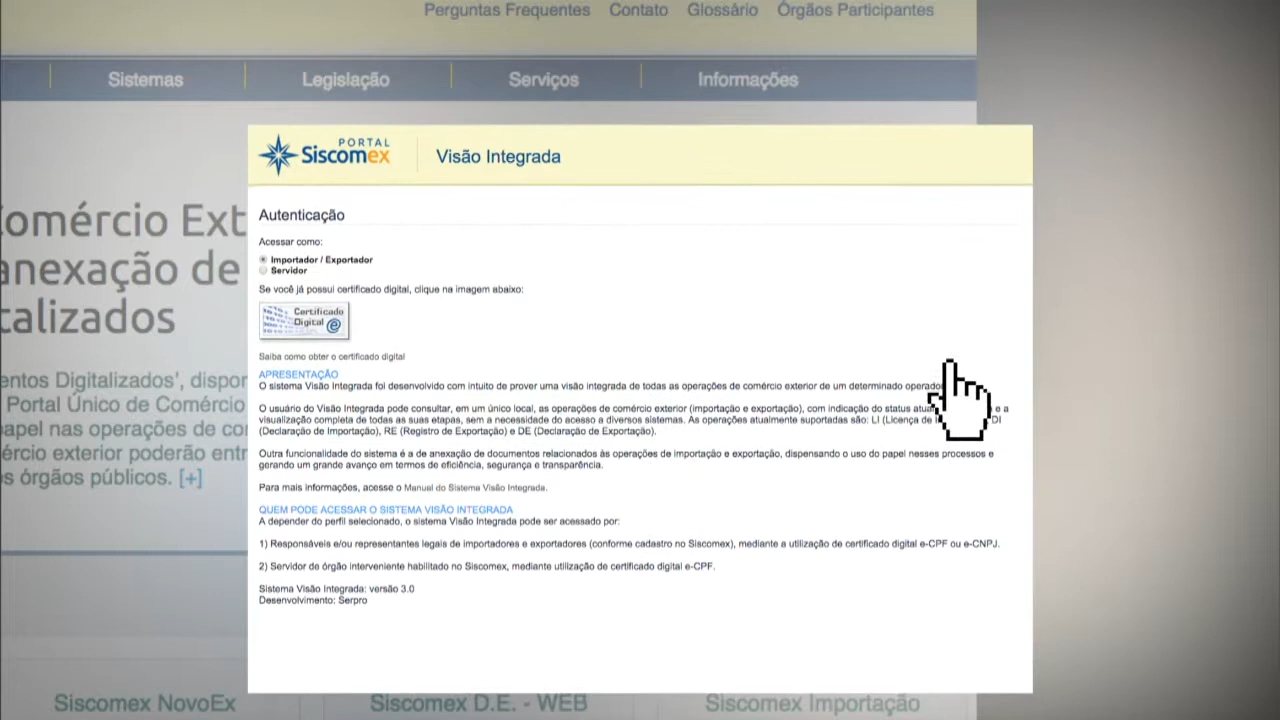 Perguntas Frequentes Contato Glossário Órgãos Participantes
Sistemas Legislação Serviços Informações
PORTAL
Siscomex
Visão Integrada
Comércio Ext
anexação de
talizados
entos Digitalizados', dispor
Portal Único de Comércio
apel nas operações de cor
ércio exterior poderão entr
s órgãos públicos. [+]
Autenticação
Acessar como:
Importador / Exportador
Servidor
Se você já possui certificado digital, clique na imagem abaixo:
Certificado
Digital
Saiba como obter o certificado digital
APRESENTAÇÃO
O sistema Visão Integrada foi desenvolvido com intuito de prover uma visão integrada de todas as operações de comércio exterior de um determinado operador
O usuário do Visão Integrada pode consultar, em um único local, as operações de comércio exterior (importação e exportação), com indicação do status e a
visualização completa de todas as suas etapas, sem a necessidade do acesso a diversos sistemas. As operações atualmente suportadas são: LI (Licença de DI
(Declaração de Importação), RE (Registro de Exportação) e DE (Declaração de Exportação).
Outra funcionalidade do sistema é a de anexação de documentos relacionados às operações de importação e exportação, dispensando o uso do papel nesses processos e
gerando um grande avanço em termos de eficiência, segurança e transparência.
Para mais informações, acesse o Manual do Sistema Visão Integrada.
QUEM PODE ACESSAR O SISTEMA VISÃO INTEGRADA
A depender do perfil selecionado, o sistema Visão Integrada pode ser acessado por:
1) Responsáveis e/ou representantes legais de importadores e exportadores (conforme cadastro no Siscomex), mediante a utilização de certificado digital e-CPF ou e-CNPJ.
2) Servidor de órgão interveniente habilitado no Siscomex, mediante utilização de certificado digital e-CPF.
Sistema Visão Integrada: versão 3.0
Desenvolvimento: Serpro
Siscomex NovoEx Siscomex D.E. - WEB Siscomex Importação